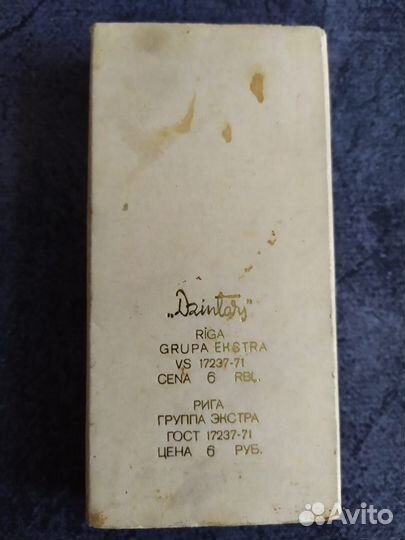 „Dzintars”
RĪGA
GRUPA EKSTRA
VS 17237-71
CENA 6 RBĻ.
РИГА
ГРУППА ЭКСТРА
ГОСТ 17237-71
ЦЕНА 6 РУБ.
Avito